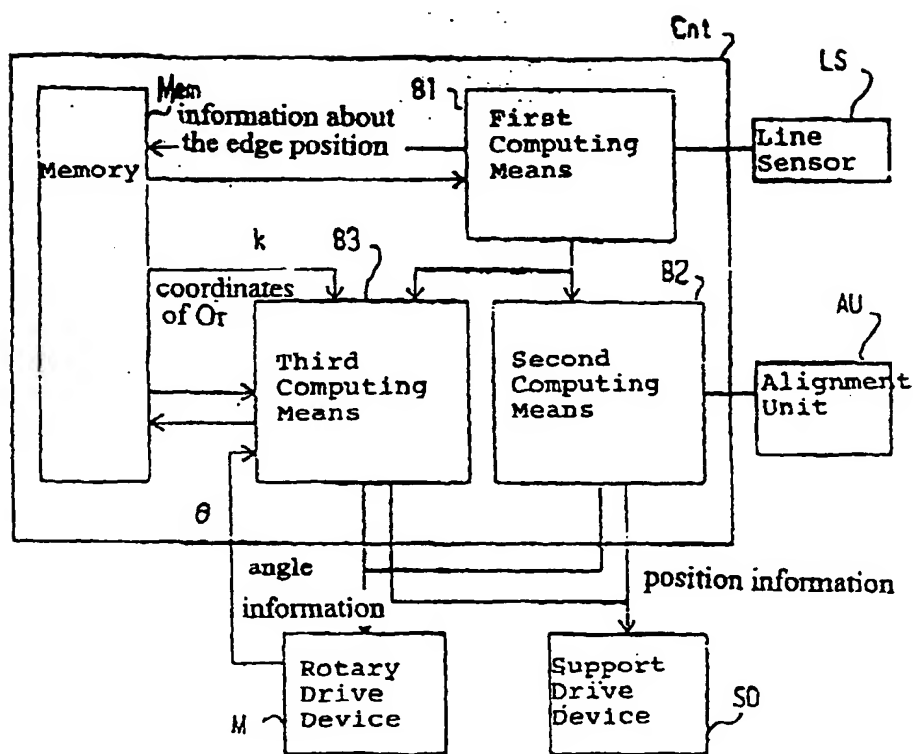 Cnt
LS
Mem
81
information about
the edge position
First
Computing
Means
Line
Sensor
Memory
k
83
82
coordinates
of Or
AU
Third
Computing
Means
Second
Computing
Means
Alignment
Unit
θ
angle
information
position information
Rotary
Drive
Device
Support
Drive
Device
M
SD